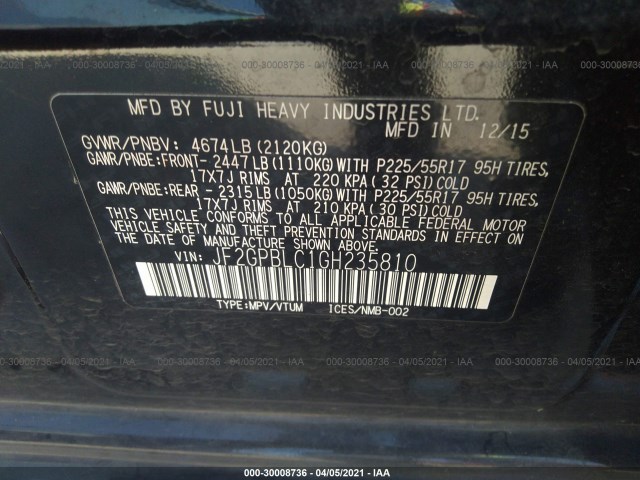 MFD BY FUJI HEAVY INDUSTRIES LTD.
MFD IN 12/15
GVWR/PNBV: 4674LB (2120KG)
GAWR/PNBE:FRONT- 2447LB (1110KG) WITH P225/55R17 95H TIRES,
17X7J RIMS AT 220 KPA (32 PSI) COLD
GAWR/PNBE:REAR - 2315LB (1050KG) WITH P225/55R17 95H TIRES,
17X7J RIMS AT 210 KPA (30 PSI) COLD
THIS VEHICLE CONFORMS TO ALL APPLICABLE FEDERAL MOTOR
VEHICLE SAFETY AND THEFT PREVENTION STANDARDS IN EFFECT ON
THE DATE OF MANUFACTURE SHOWN ABOVE.
VIN: JF2GPBLC1GH235810
TYPE:MPV/VTUM ICES/NMB-002
000-30008736 - 04/05/2021 - IAA